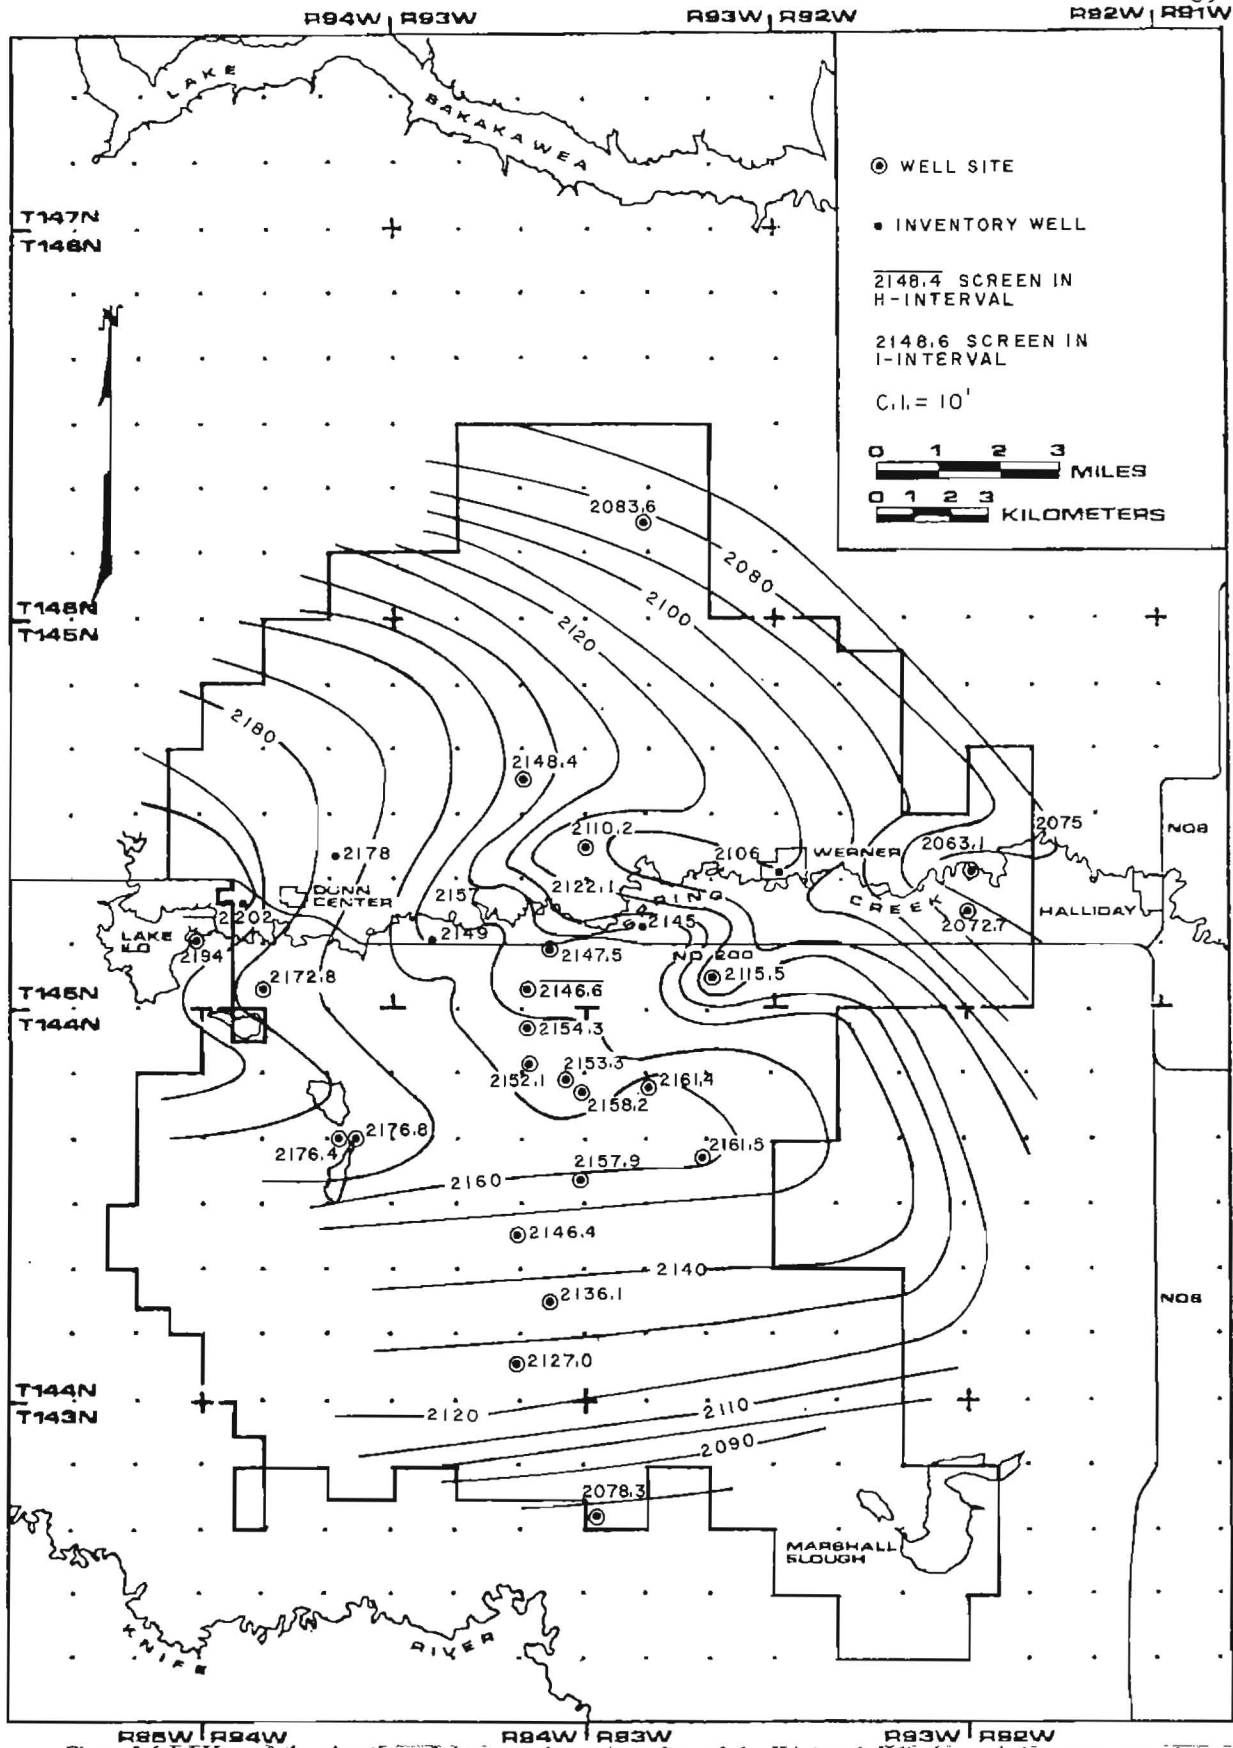 R94W R93W
R93W R92W
R92W R91W
LAKE
BAKAKAWEA
WELL SITE
INVENTORY WELL
2148.4 SCREEN IN
H-INTERVAL
2148.6 SCREEN IN
I-INTERVAL
C.I. = 10'
0 1 2 3
MILES
0 1 2 3
KILOMETERS
T147N
T146N
N
2083.6
2080
2100
2120
T146N
T145N
2180
2148.4
2110.2
2075
2106
WERNER
2063.1
N08
2178
DUNN
CENTER
2157
2122.1
SPRING
CREEK
HALLIDAY
2202
LAKE
ILO
2194
2149
2145
2072.7
2147.5
NO 200
2115.5
2172.8
2146.6
T145N
T144N
2154.3
2153.3
2152.1
2161.4
2158.2
2176.8
2176.4
2161.5
2157.9
2160
2146.4
2140
2136.1
N08
2127.0
T144N
T143N
2120
2110
2090
2078.3
MARSHALL
SLOUGH
KNIFE
RIVER
R95W R94W
R94W R93W
R93W R92W